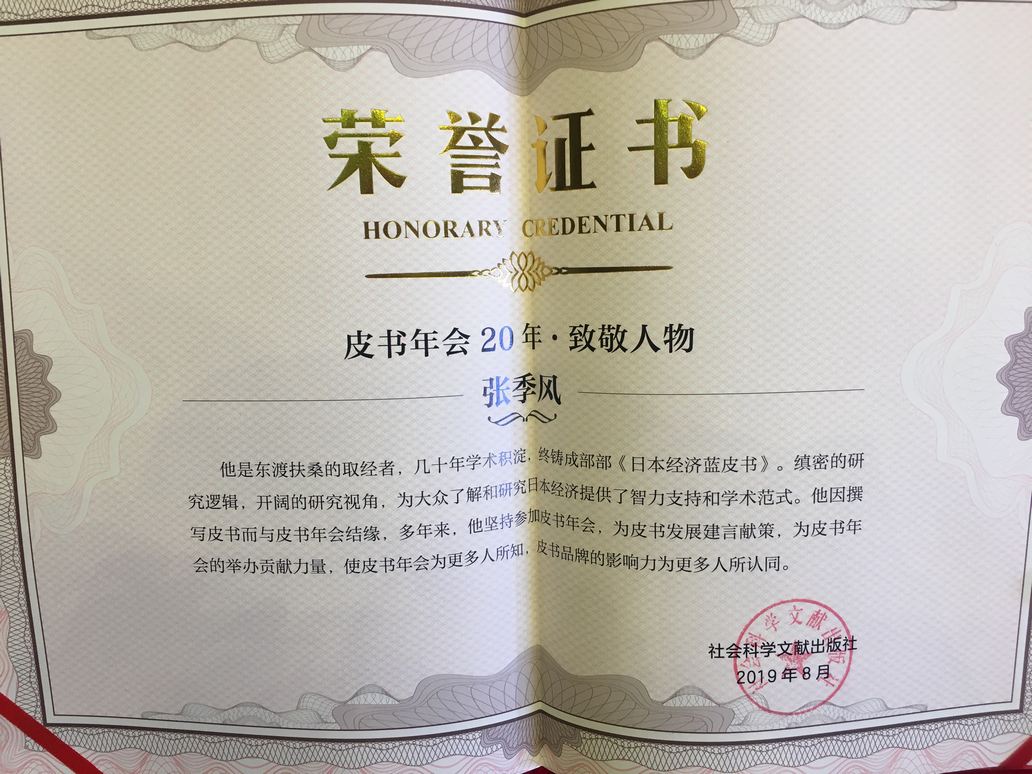 荣誉证书
HONORARY CREDENTIAL
皮书年会20年·致敬人物
张季风
他是东渡扶桑的取经者，几十年学术积淀，终铸成部部《日本经济蓝皮书》。缜密的研
究逻辑，开阔的研究视角，为大众了解和研究日本经济提供了智力支持和学术范式。他因撰
写皮书而与皮书年会结缘，多年来，他坚持参加皮书年会，为皮书发展建言献策，为皮书年
会的举办贡献力量，使皮书年会为更多人所知，皮书品牌的影响力为更多人所认同。
社会科学文献出版社
2019年8月
社会科学文献出版社